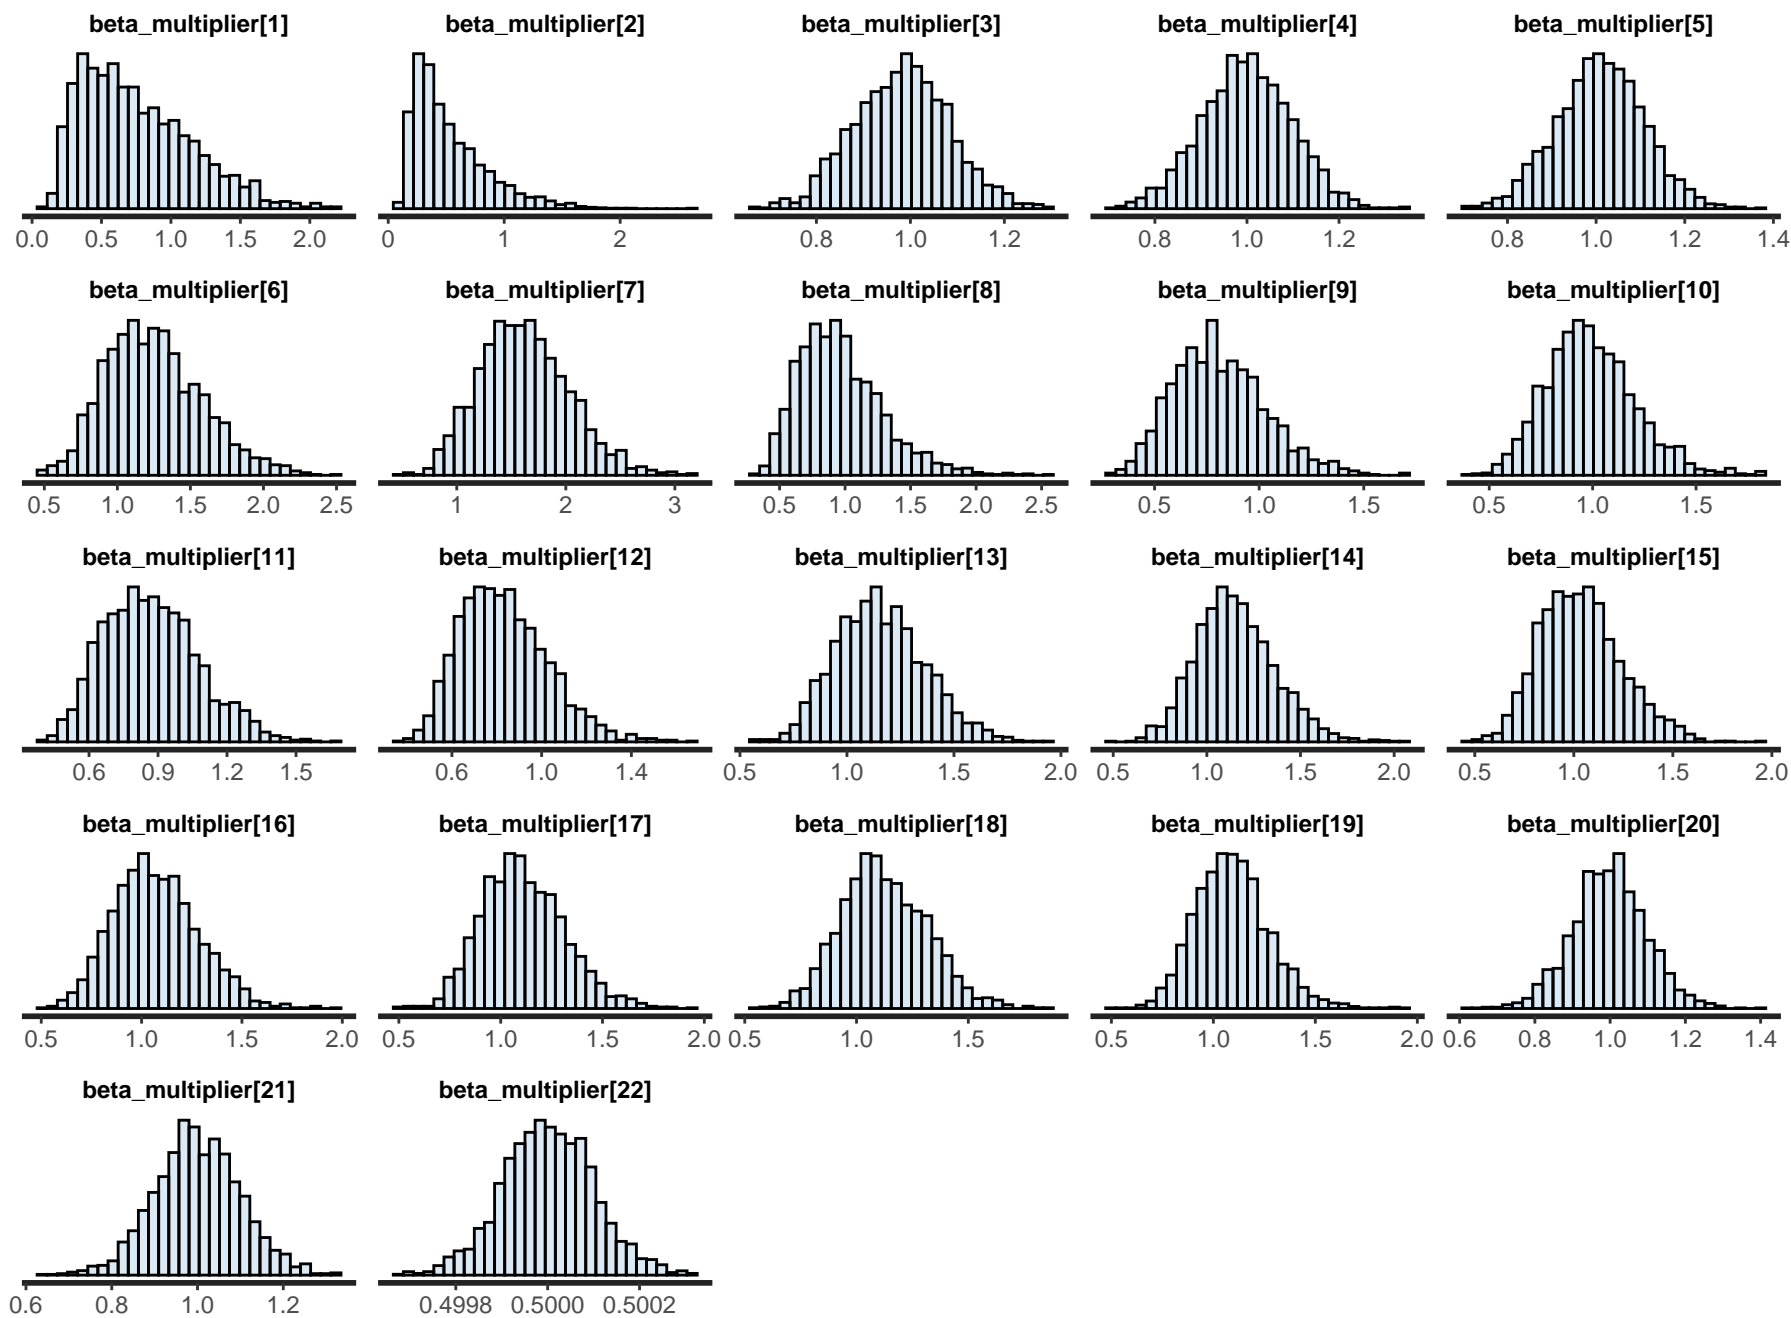 beta_multiplier[1] beta_multiplier[2] beta_multiplier[3] beta_multiplier[4] beta_multiplier[5]
0.0 0.5 1.0 1.5 2.0 0 1 2 0.8 1.0 1.2 0.8 1.0 1.2 0.8 1.0 1.2 1.4
beta_multiplier[6] beta_multiplier[7] beta_multiplier[8] beta_multiplier[9] beta_multiplier[10]
0.5 1.0 1.5 2.0 2.5 1 2 3 0.5 1.0 1.5 2.0 2.5 0.5 1.0 1.5 0.5 1.0 1.5
beta_multiplier[11] beta_multiplier[12] beta_multiplier[13] beta_multiplier[14] beta_multiplier[15]
0.6 0.9 1.2 1.5 0.6 1.0 1.4 0.5 1.0 1.5 2.0 0.5 1.0 1.5 2.0 0.5 1.0 1.5 2.0
beta_multiplier[16] beta_multiplier[17] beta_multiplier[18] beta_multiplier[19] beta_multiplier[20]
0.5 1.0 1.5 2.0 0.5 1.0 1.5 2.0 0.5 1.0 1.5 0.5 1.0 1.5 2.0 0.6 0.8 1.0 1.2 1.4
beta_multiplier[21] beta_multiplier[22]
0.6 0.8 1.0 1.2 0.4998 0.5000 0.5002